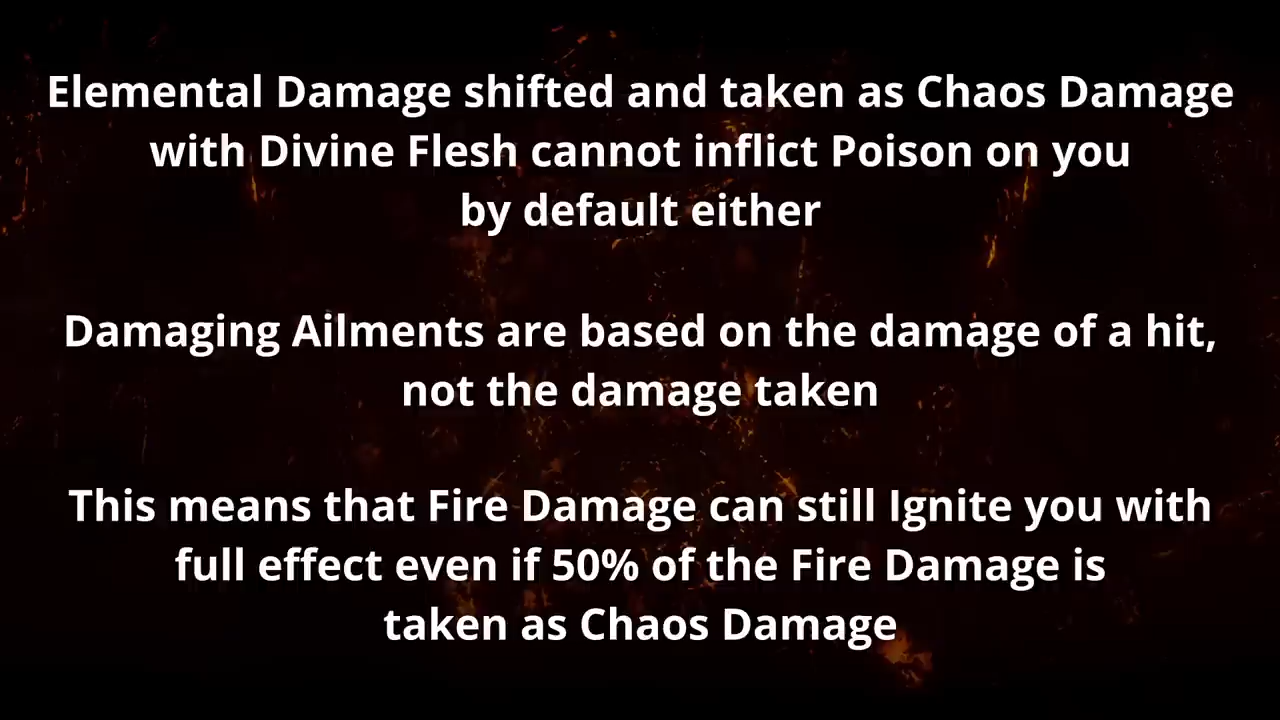 Elemental Damage shifted and taken as Chaos Damage
with Divine Flesh cannot inflict Poison on you
by default either
Damaging Ailments are based on the damage of a hit,
not the damage taken
This means that Fire Damage can still Ignite you with
full effect even if 50% of the Fire Damage is
taken as Chaos Damage